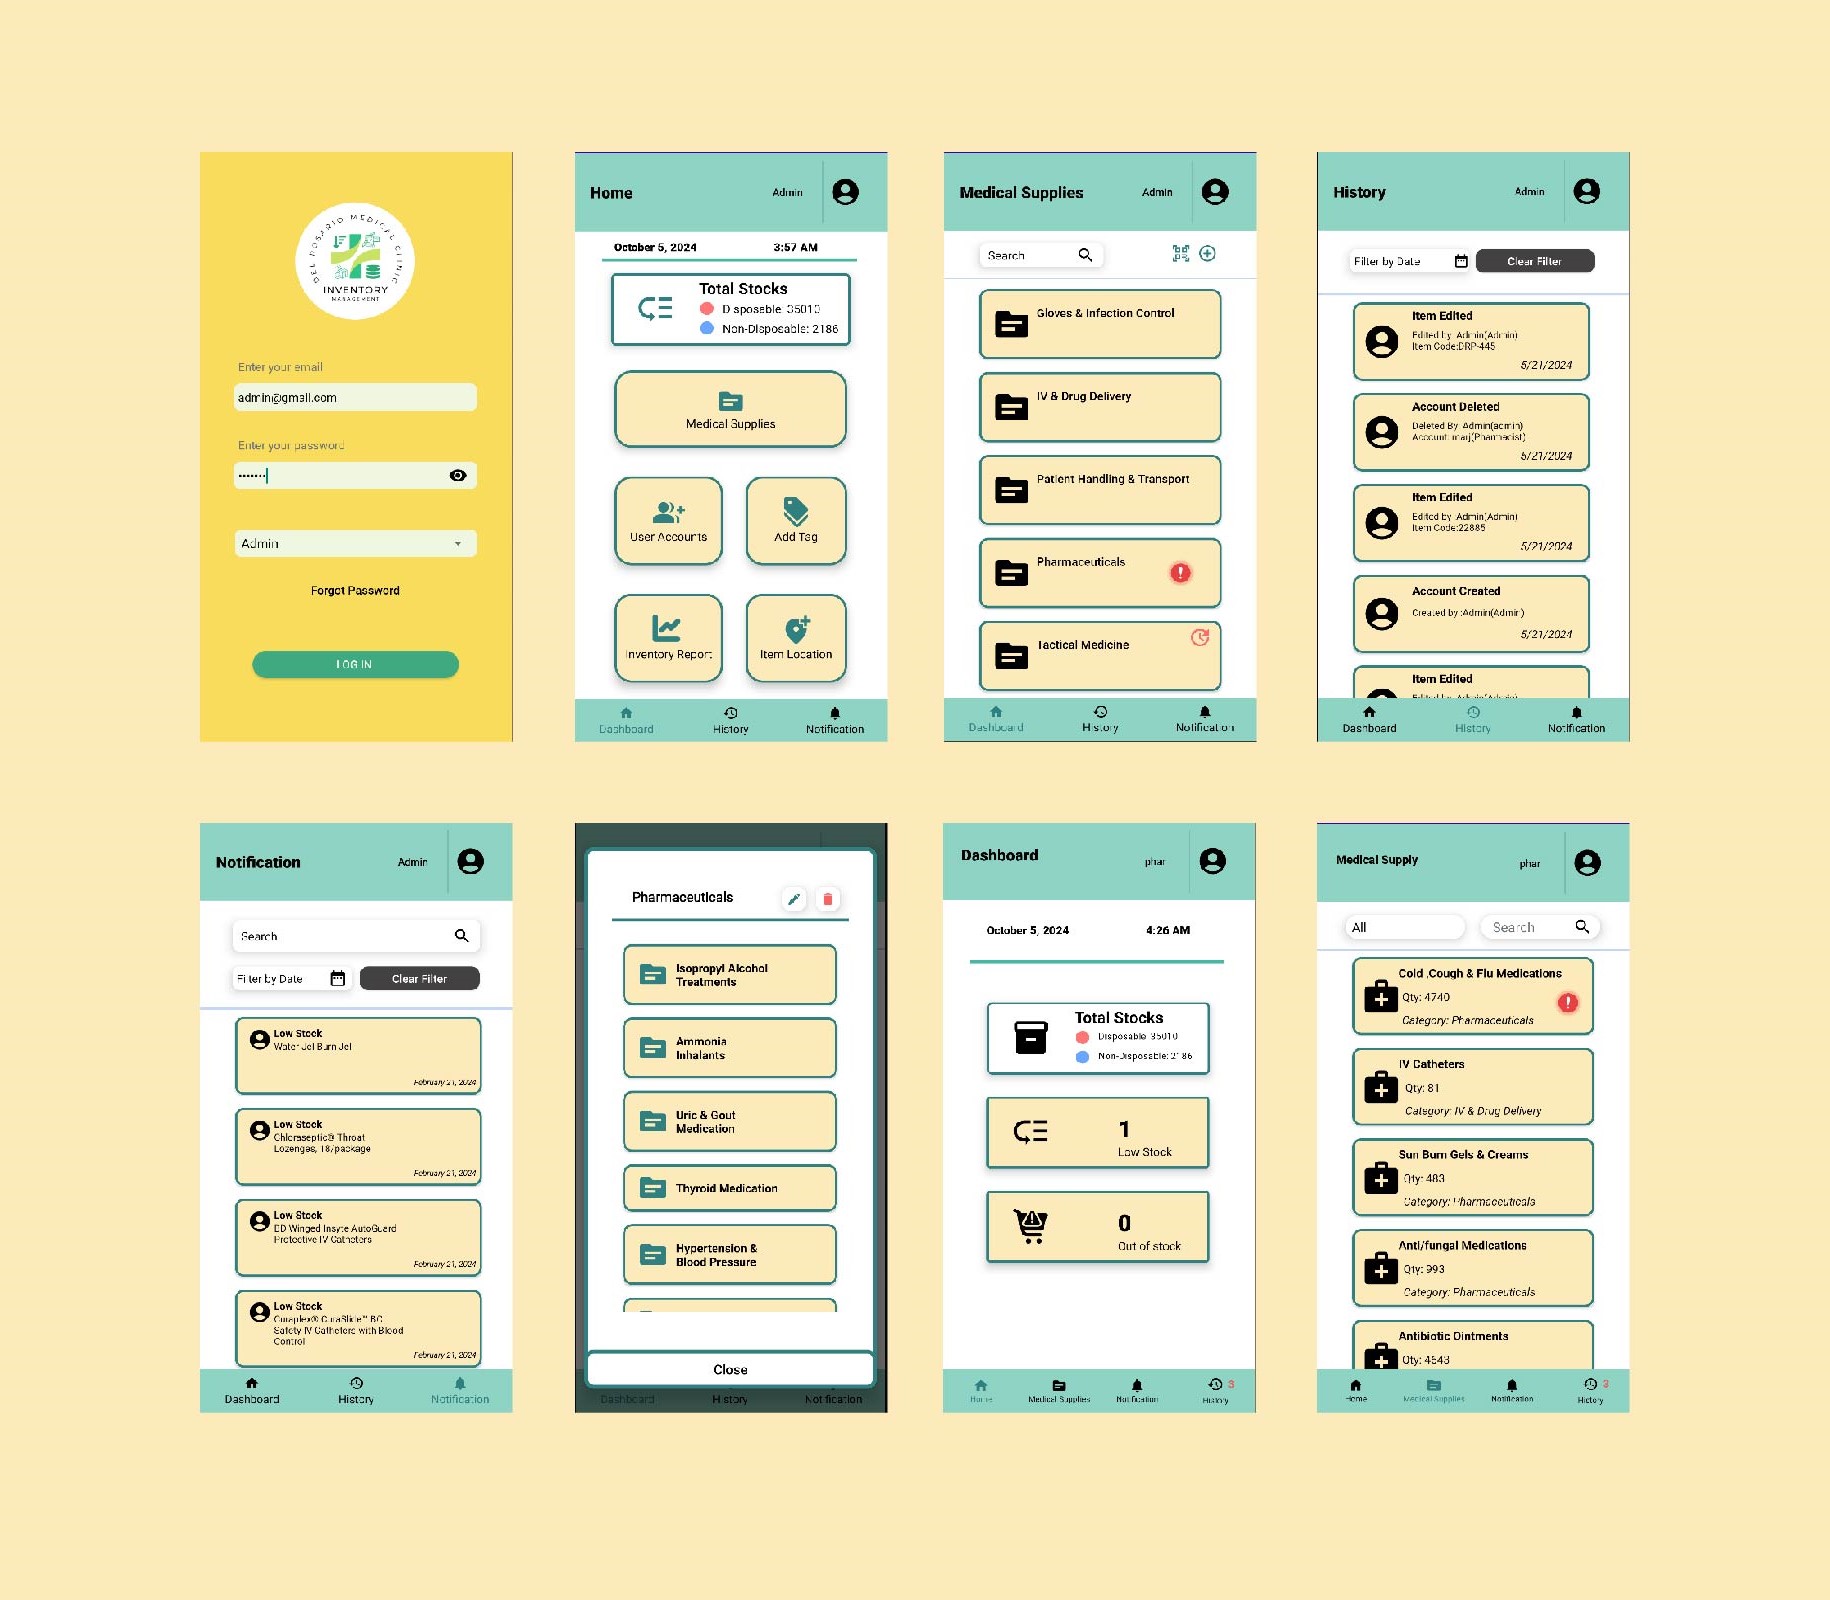 DEL ROSARIO MEDICAL CLINIC
INVENTORY
MANAGEMENT
Enter your email
admin@gmail.com
Enter your password
•••••••
Admin
Forgot Password
LOG IN
Home
Admin
October 5, 2024
3:57 AM
Total Stocks
Disposable: 35010
Non-Disposable: 2186
Medical Supplies
User Accounts
Add Tag
Inventory Report
Item Location
Dashboard
History
Notification
Medical Supplies
Admin
Search
Gloves & Infection Control
IV & Drug Delivery
Patient Handling & Transport
Pharmaceuticals
Tactical Medicine
Dashboard
History
Notification
History
Admin
Filter by Date
Clear Filter
Item Edited
Edited by :Admin(Admin)
Item Code:DRP-445
5/21/2024
Account Deleted
Deleted By: Admin(admin)
Account: marj(Pharmacist)
5/21/2024
Item Edited
Edited by :Admin(Admin)
Item Code:22885
5/21/2024
Account Created
Created by :Admin(Admin)
5/21/2024
Item Edited
Edited by :Admin(Admin)
Dashboard
History
Notification
Notification
Admin
Search
Filter by Date
Clear Filter
Low Stock
Water Jel Burn Jel
February 21, 2024
Low Stock
Chloraseptic® Throat
Lozenges, 18/package
February 21, 2024
Low Stock
BD Winged Insyte AutoGuard
Protective IV Catheters
February 21, 2024
Low Stock
Curaplex® CuraSlide™ BC
Safety IV Catheters with Blood
Control
February 21, 2024
Dashboard
History
Notification
Pharmaceuticals
Isopropyl Alcohol
Treatments
Ammonia
Inhalants
Uric & Gout
Medication
Thyroid Medication
Hypertension &
Blood Pressure
Close
Dashboard
History
Notification
Dashboard
phar
October 5, 2024
4:26 AM
Total Stocks
Disposable: 35010
Non-Disposable: 2186
1
Low Stock
0
Out of stock
Home
Medical Supplies
Notification
3
History
Medical Supply
phar
All
Search
Cold ,Cough & Flu Medications
Qty: 4740
Category: Pharmaceuticals
IV Catheters
Qty: 81
Category: IV & Drug Delivery
Sun Burn Gels & Creams
Qty: 483
Category: Pharmaceuticals
Anti/fungal Medications
Qty: 993
Category: Pharmaceuticals
Antibiotic Ointments
Qty: 4643
Home
Medical Supplies
Notification
3
History